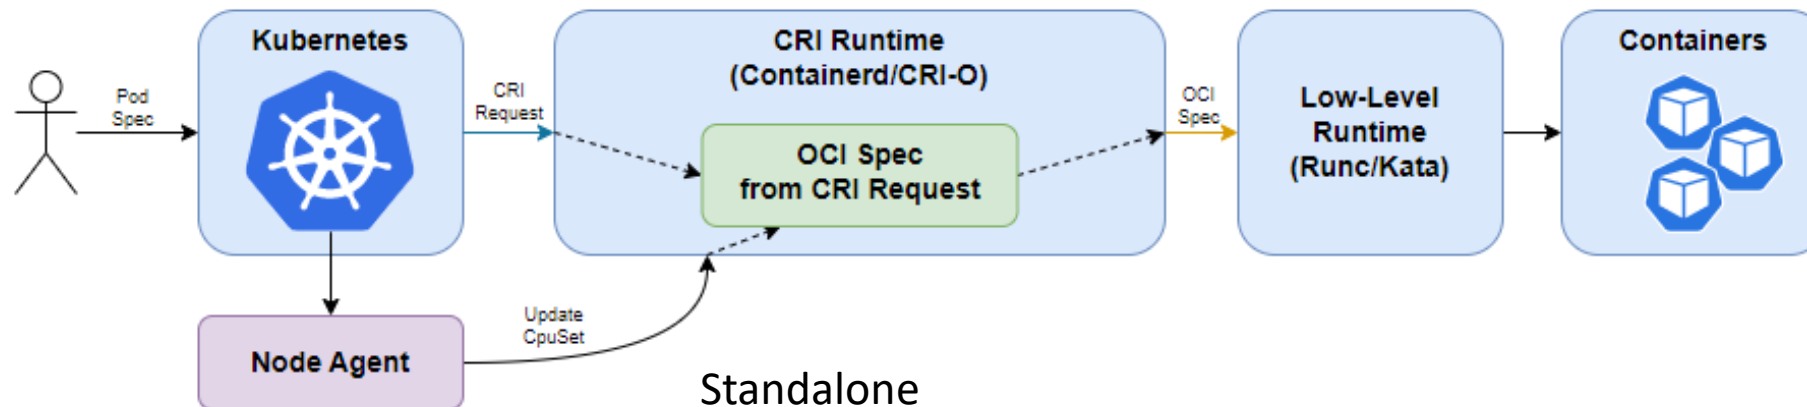 Kubernetes
CRI Runtime
(Containerd/CRI-O)
Containers
Pod
Spec
CRI
Request
OCI
Spec
Low-Level
Runtime
(Runc/Kata)
OCI Spec
from CRI Request
Update
CpuSet
Node Agent
Standalone